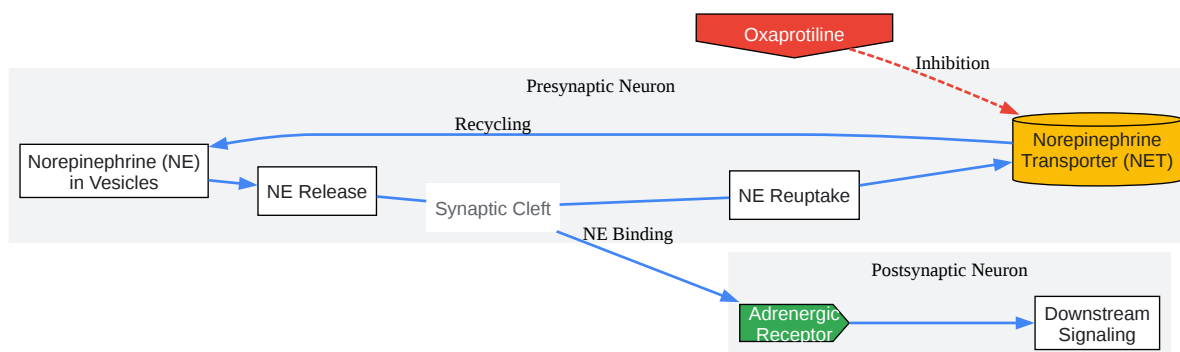 Oxaprotiline
Inhibition
Presynaptic Neuron
Recycling
Norepinephrine (NE)
in Vesicles
NE Release
Synaptic Cleft
NE Reuptake
Norepinephrine
Transporter (NET)
NE Binding
Postsynaptic Neuron
Adrenergic
Receptor
Downstream
Signaling